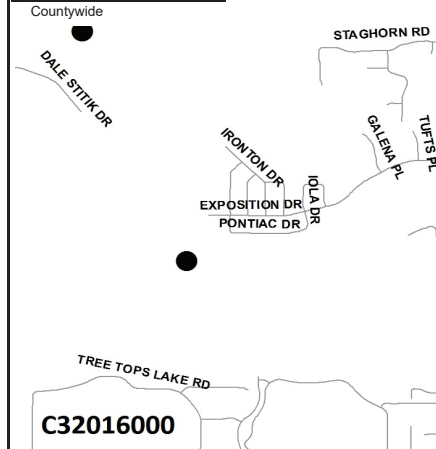 Countywide
STAGHORN RD
DALE STITIK DR
GALENA PL
TUFTS PL
IRONTON DR
IOLA DR
EXPOSITION DR
PONTIAC DR
TREE TOPS LAKE RD
C32016000